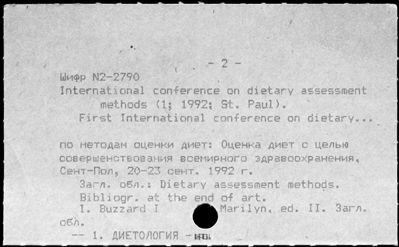 - 2 -
Шифр N2-2790
International conference on dietary assessment
methods (1; 1992; St. Paul).
First International conference on dietary...
по методам оценки диет: Оценка диет с целью
совершенствования всемирного здравоохранения,
Сент-Пол, 20-23 сент. 1992 г.
Загл. обл.: Dietary assessment methods.
Bibliogr. at the end of art.
1. Buzzard I Marilyn, ed. II. Загл.
обл.
-- 1. ДИЕТОЛОГИЯ -